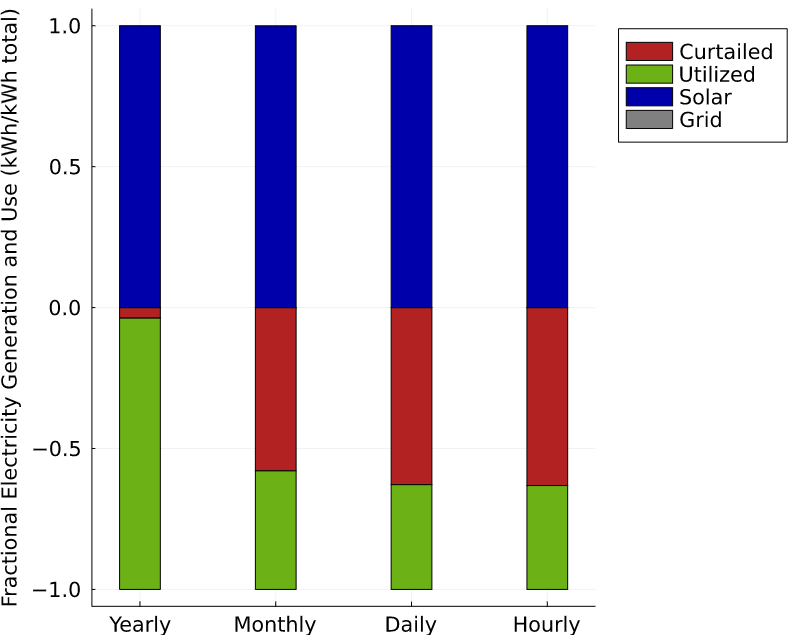 Fractional Electricity Generation and Use (kWh/kWh total)
1.0
0.5
0.0
−0.5
−1.0
Yearly Monthly Daily Hourly
Curtailed
Utilized
Solar
Grid